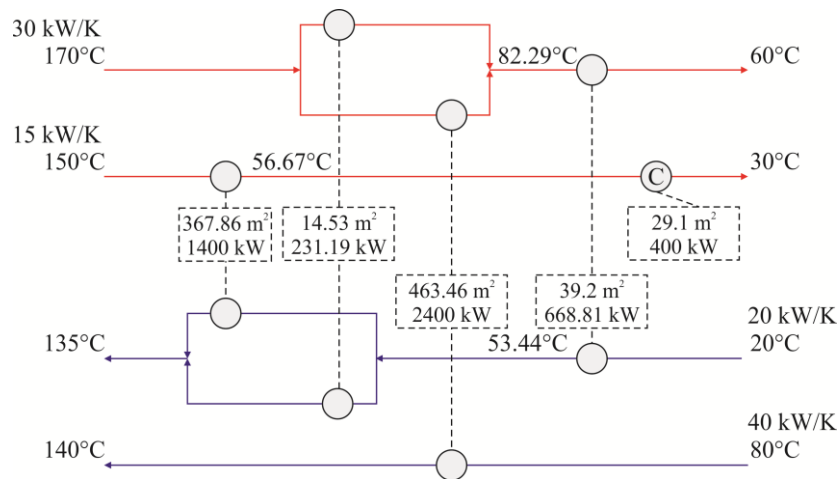 30 kW/K
170°C
82.29°C
60°C
15 kW/K
150°C
56.67°C
C
30°C
367.86 m²
1400 kW
14.53 m²
231.19 kW
29.1 m²
400 kW
463.46 m²
2400 kW
39.2 m²
668.81 kW
135°C
53.44°C
20 kW/K
20°C
140°C
40 kW/K
80°C